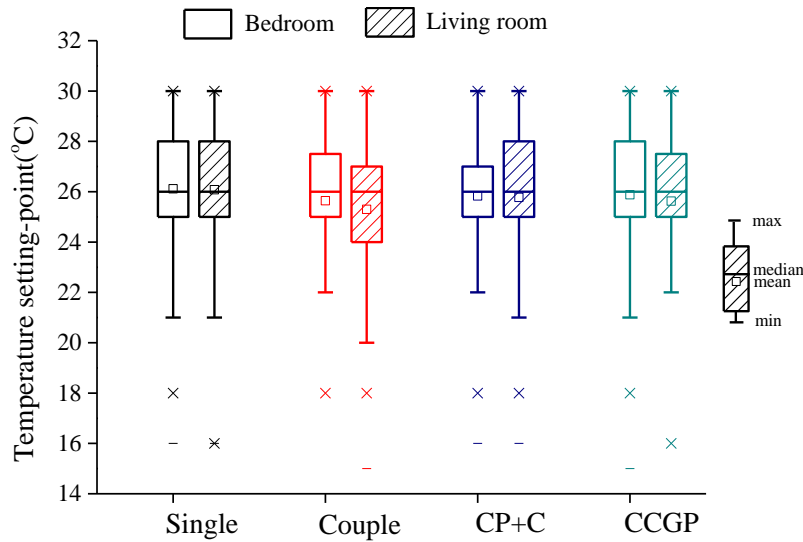 Bedroom Living room
Temperature setting-point(°C)
32
30
28
26
24
22
20
18
16
14
Single Couple CP+C CCGP
max
median
mean
min